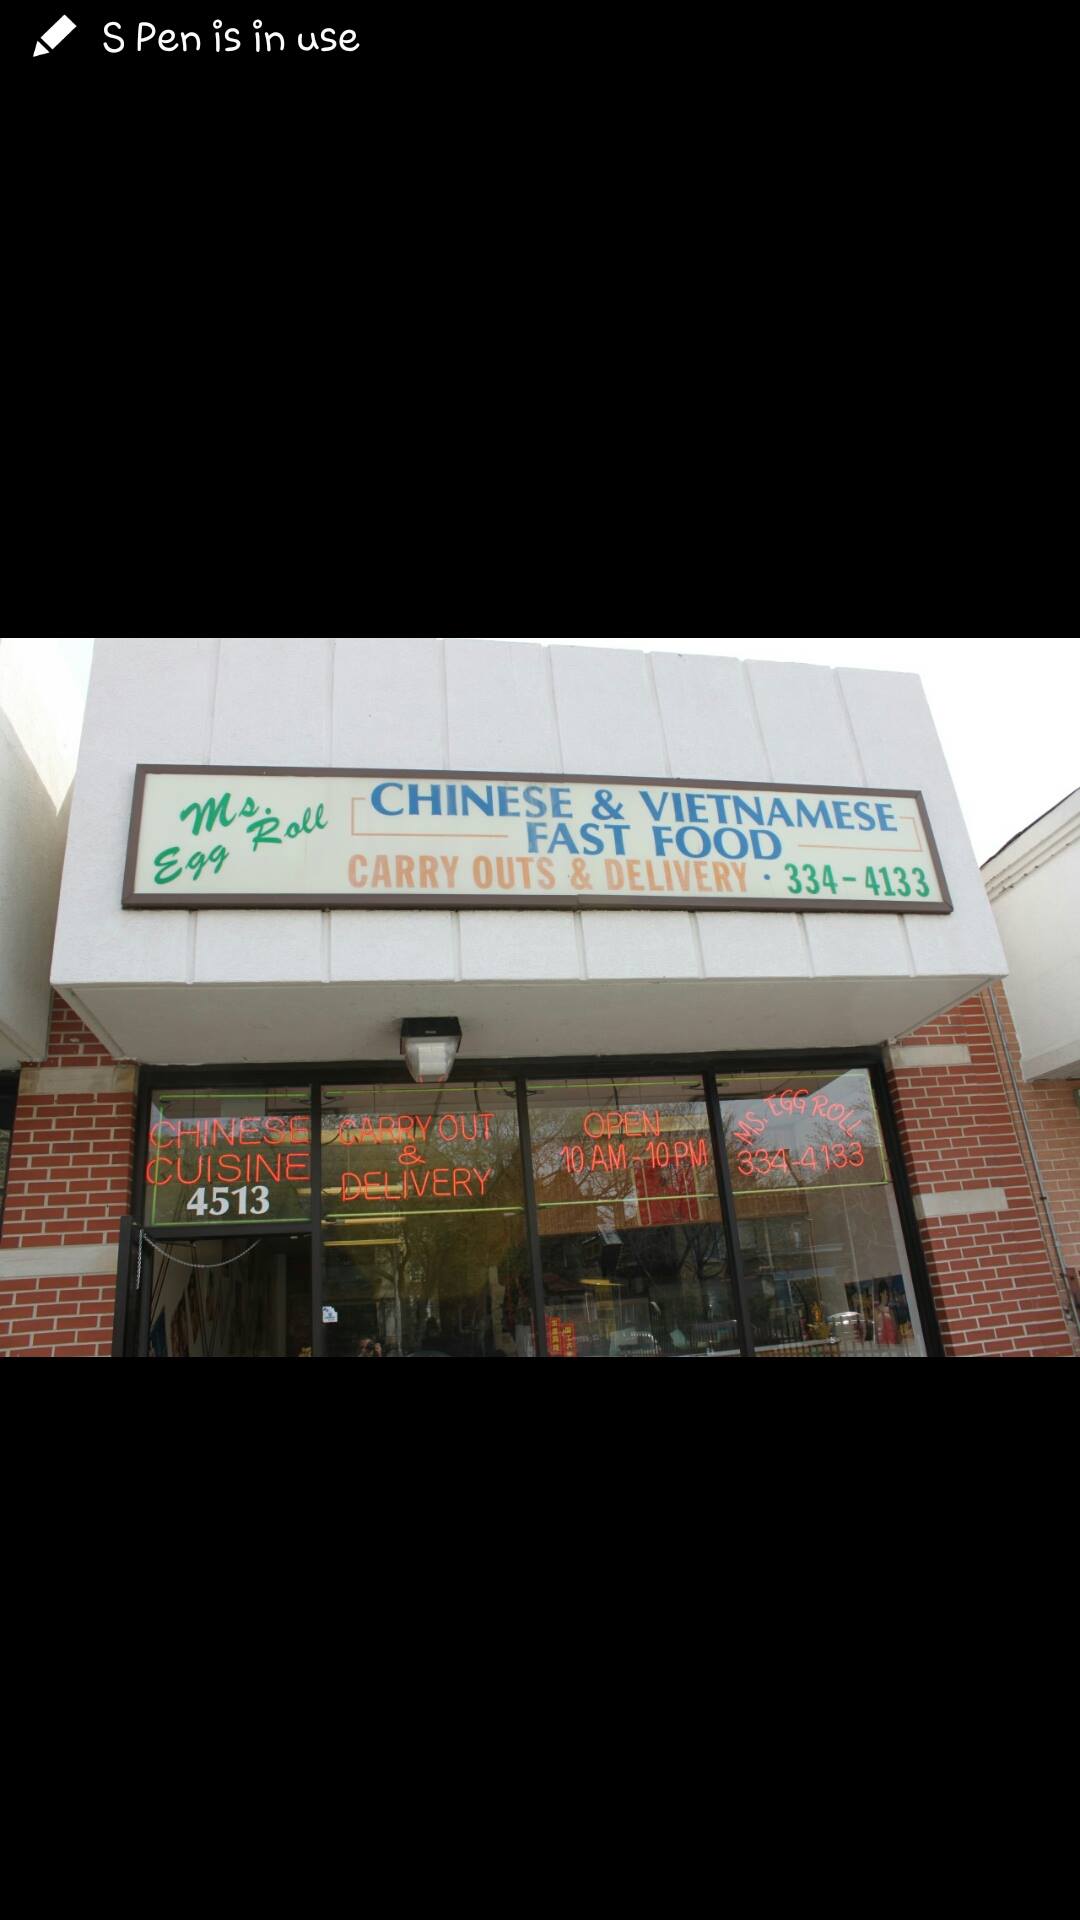 S Pen is in use
Ms.
Egg Roll
CHINESE & VIETNAMESE
FAST FOOD
CARRY OUTS & DELIVERY · 334-4133
CHINESE
CUISINE
4513
CARRY OUT
&
DELIVERY
OPEN
10 AM-10 PM
MS. EGG ROLL
334-4133